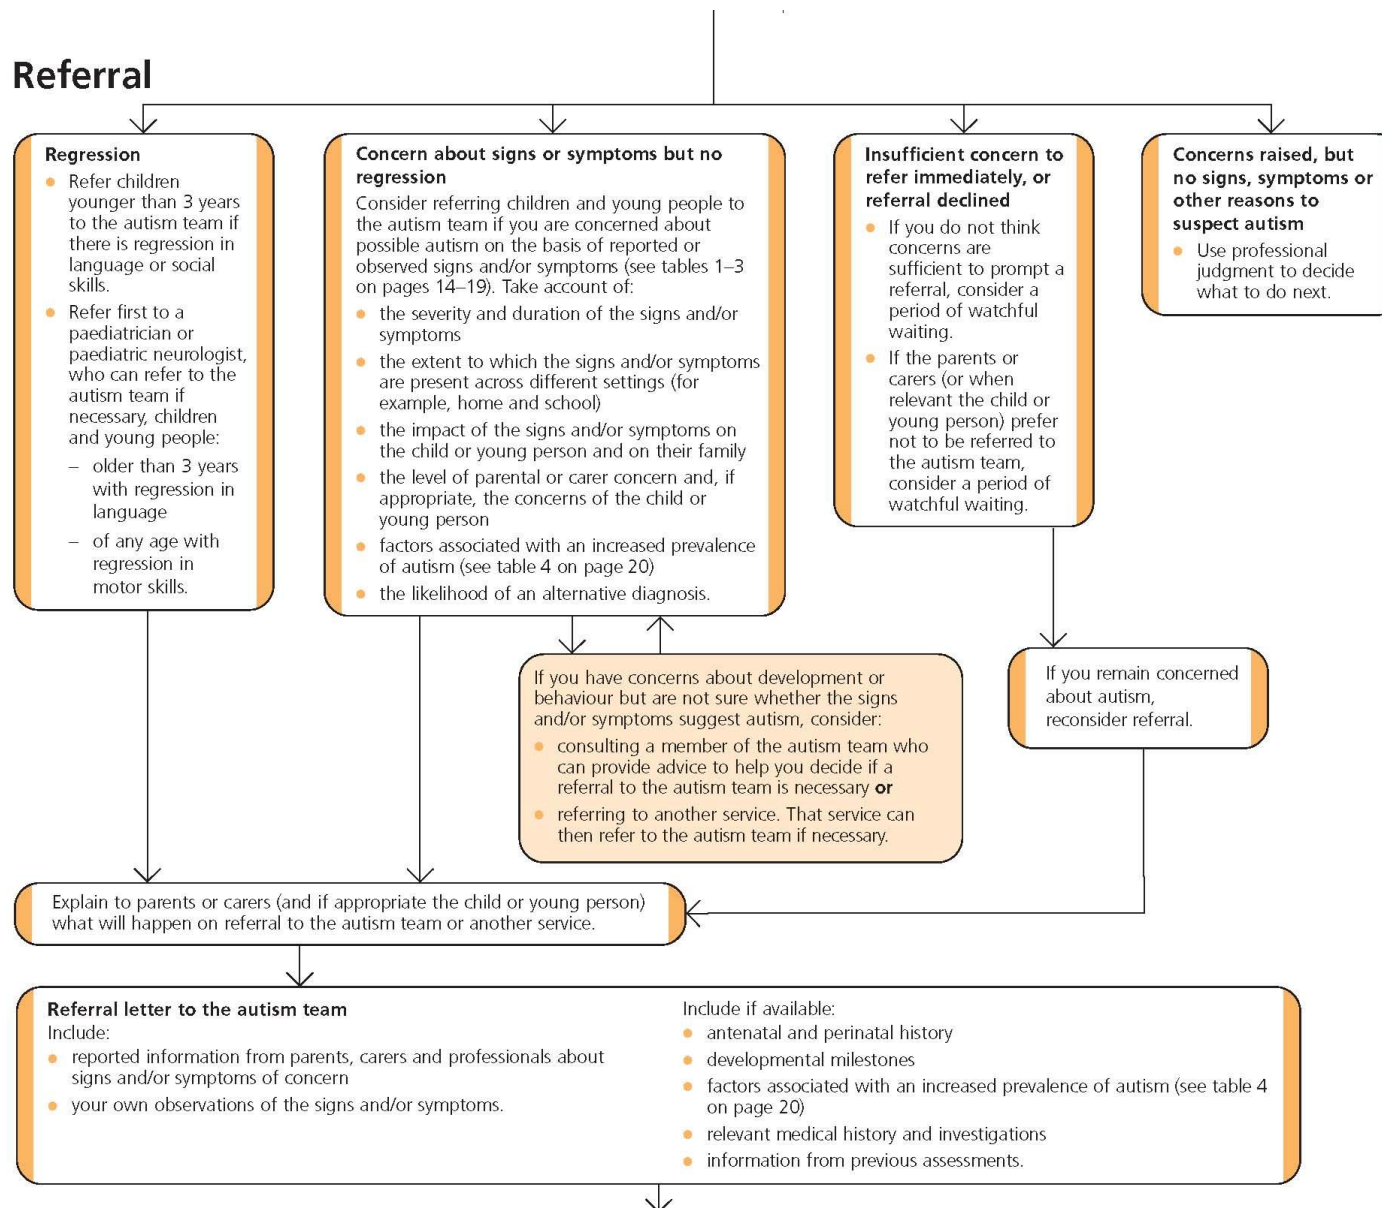 Referral
Regression
• Refer children
younger than 3 years
to the autism team if
there is regression in
language or social
skills.
• Refer first to a
paediatrician or
paediatric neurologist,
who can refer to the
autism team if
necessary, children
and young people:
– older than 3 years
with regression in
language
– of any age with
regression in
motor skills.
Concern about signs or symptoms but no
regression
Consider referring children and young people to
the autism team if you are concerned about
possible autism on the basis of reported or
observed signs and/or symptoms (see tables 1–3
on pages 14–19). Take account of:
• the severity and duration of the signs and/or
symptoms
• the extent to which the signs and/or symptoms
are present across different settings (for
example, home and school)
• the impact of the signs and/or symptoms on
the child or young person and on their family
• the level of parental or carer concern and, if
appropriate, the concerns of the child or
young person
• factors associated with an increased prevalence
of autism (see table 4 on page 20)
• the likelihood of an alternative diagnosis.
Insufficient concern to
refer immediately, or
referral declined
• If you do not think
concerns are
sufficient to prompt a
referral, consider a
period of watchful
waiting.
• If the parents or
carers (or when
relevant the child or
young person) prefer
not to be referred to
the autism team,
consider a period of
watchful waiting.
Concerns raised, but
no signs, symptoms or
other reasons to
suspect autism
• Use professional
judgment to decide
what to do next.
If you have concerns about development or
behaviour but are not sure whether the signs
and/or symptoms suggest autism, consider:
• consulting a member of the autism team who
can provide advice to help you decide if a
referral to the autism team is necessary or
• referring to another service. That service can
then refer to the autism team if necessary.
If you remain concerned
about autism,
reconsider referral.
Explain to parents or carers (and if appropriate the child or young person)
what will happen on referral to the autism team or another service.
Referral letter to the autism team
Include:
• reported information from parents, carers and professionals about
signs and/or symptoms of concern
• your own observations of the signs and/or symptoms.
Include if available:
• antenatal and perinatal history
• developmental milestones
• factors associated with an increased prevalence of autism (see table 4
on page 20)
• relevant medical history and investigations
• information from previous assessments.